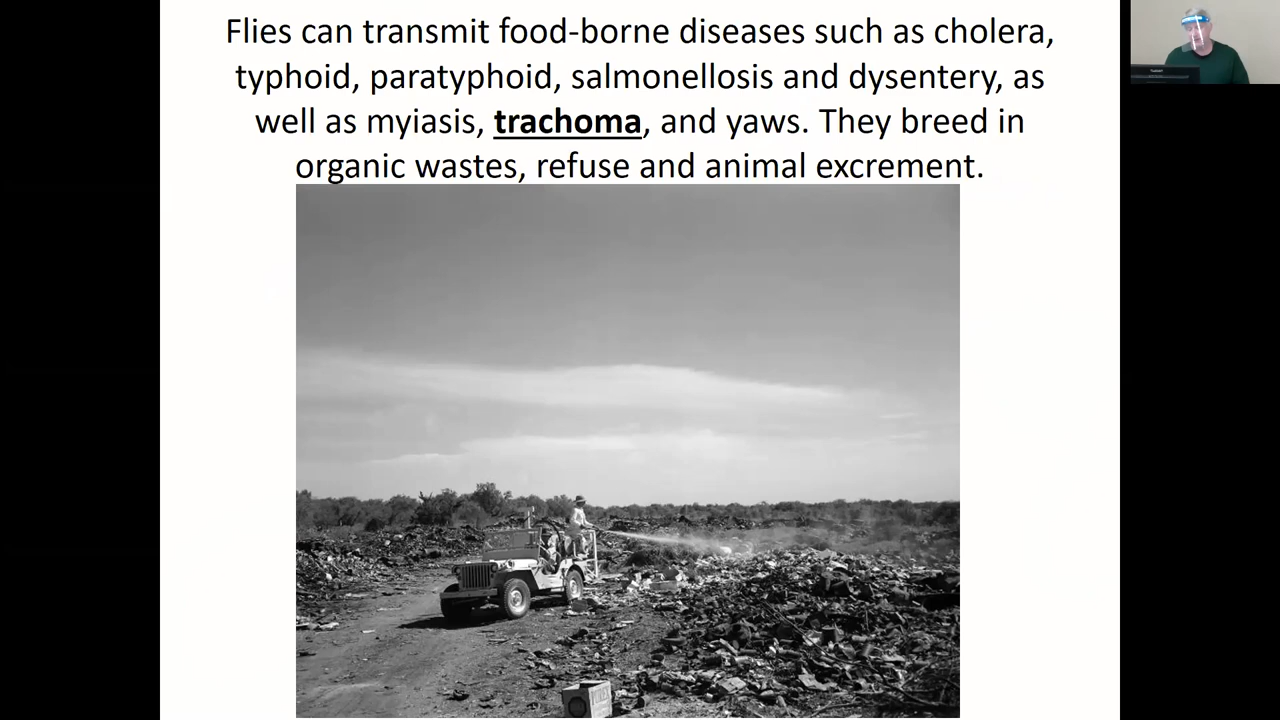 Flies can transmit food-borne diseases such as cholera,
typhoid, paratyphoid, salmonellosis and dysentery, as
well as myiasis, trachoma, and yaws. They breed in
organic wastes, refuse and animal excrement.